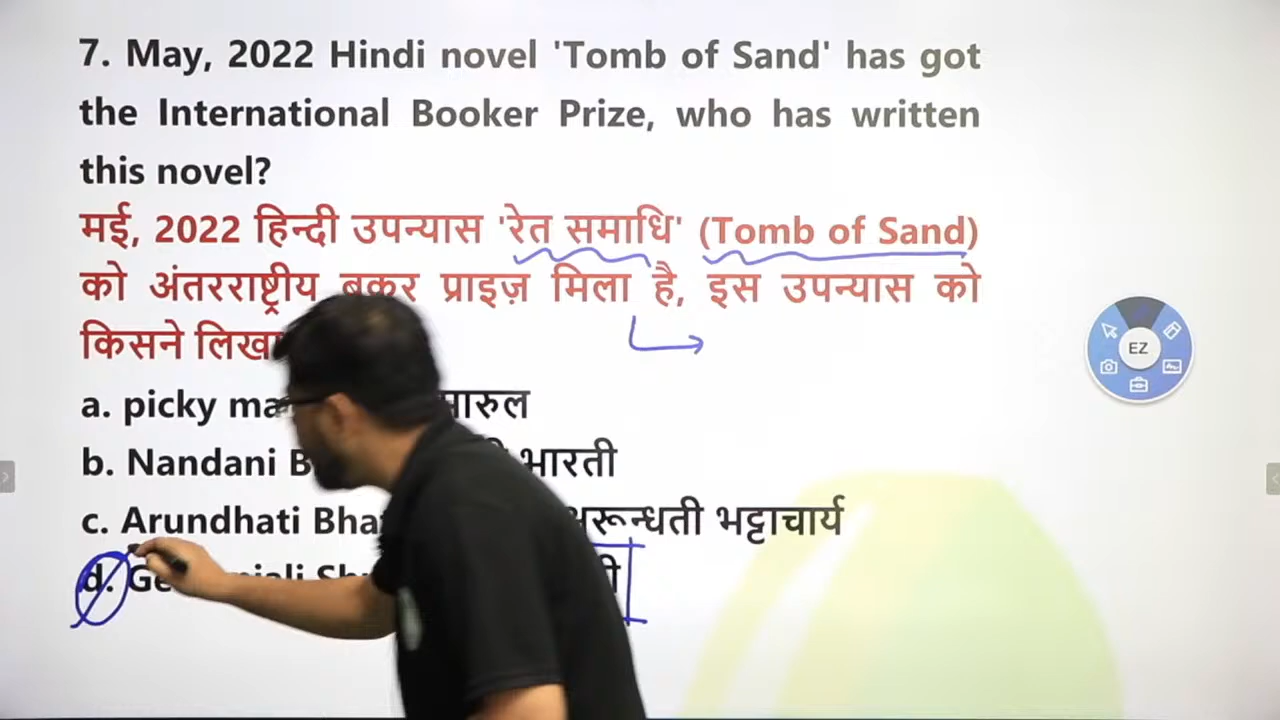 7. May, 2022 Hindi novel 'Tomb of Sand' has got
the International Booker Prize, who has written
this novel?
मई, 2022 हिन्दी उपन्यास 'रेत समाधि' (Tomb of Sand)
को अंतरराष्ट्रीय बुकर प्राइज़ मिला है, इस उपन्यास को
किसने लिखा
a. picky
b. Nandani भारती
c. Arundhati अरून्धती भट्टाचार्य
d.
EZ